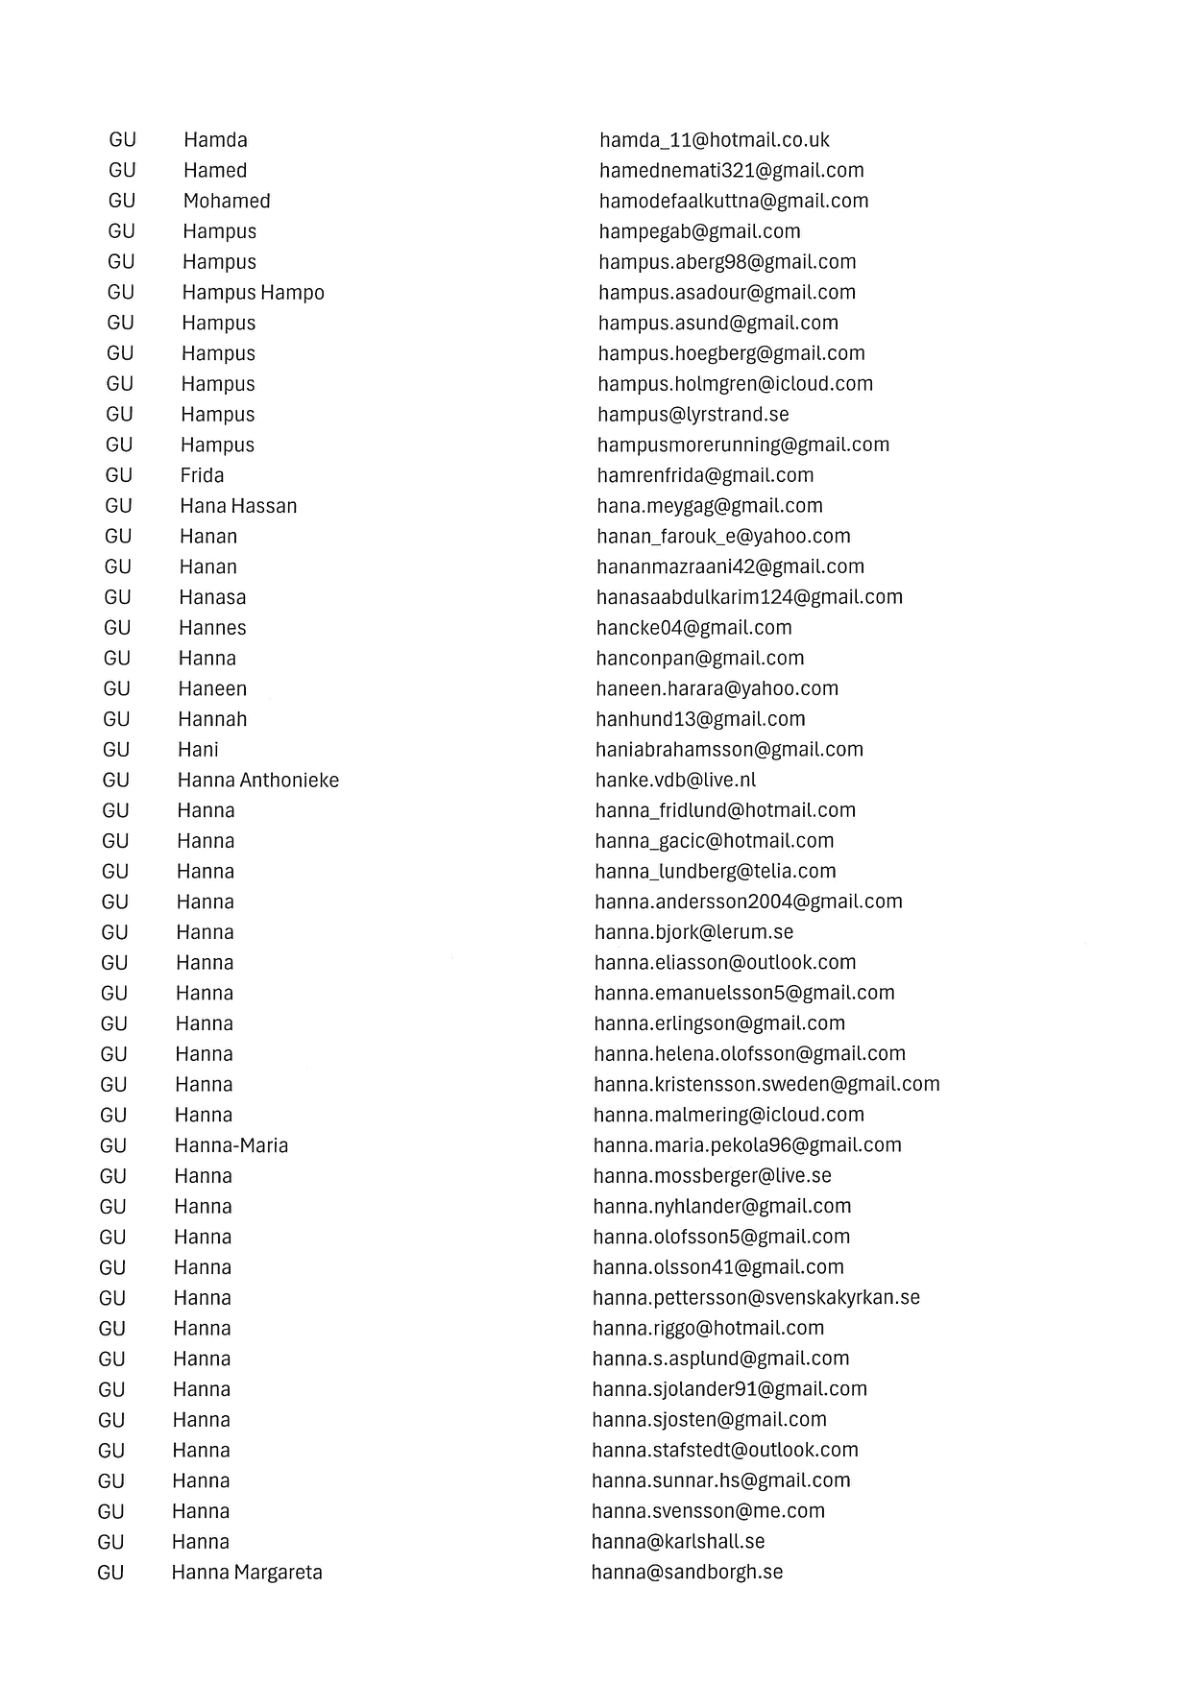 GU Hamda hamda_11@hotmail.co.uk
GU Hamed hamednemati321@gmail.com
GU Mohamed hamodefaalkuttna@gmail.com
GU Hampus hampegab@gmail.com
GU Hampus hampus.aberg98@gmail.com
GU Hampus Hampo hampus.asadour@gmail.com
GU Hampus hampus.asund@gmail.com
GU Hampus hampus.hoegberg@gmail.com
GU Hampus hampus.holmgren@icloud.com
GU Hampus hampus@lyrstrand.se
GU Hampus hampusmorerunning@gmail.com
GU Frida hamrenfrida@gmail.com
GU Hana Hassan hana.meygag@gmail.com
GU Hanan hanan_farouk_e@yahoo.com
GU Hanan hananmazraani42@gmail.com
GU Hanasa hanasaabdulkarim124@gmail.com
GU Hannes hancke04@gmail.com
GU Hanna hanconpan@gmail.com
GU Haneen haneen.harara@yahoo.com
GU Hannah hanhund13@gmail.com
GU Hani haniabrahamsson@gmail.com
GU Hanna Anthonieke hanke.vdb@live.nl
GU Hanna hanna_fridlund@hotmail.com
GU Hanna hanna_gacic@hotmail.com
GU Hanna hanna_lundberg@telia.com
GU Hanna hanna.andersson2004@gmail.com
GU Hanna hanna.bjork@lerum.se
GU Hanna hanna.eliasson@outlook.com
GU Hanna hanna.emanuelsson5@gmail.com
GU Hanna hanna.erlingson@gmail.com
GU Hanna hanna.helena.olofsson@gmail.com
GU Hanna hanna.kristensson.sweden@gmail.com
GU Hanna hanna.malmering@icloud.com
GU Hanna-Maria hanna.maria.pekola96@gmail.com
GU Hanna hanna.mossberger@live.se
GU Hanna hanna.nyhlander@gmail.com
GU Hanna hanna.olofsson5@gmail.com
GU Hanna hanna.olsson41@gmail.com
GU Hanna hanna.pettersson@svenskakyrkan.se
GU Hanna hanna.riggo@hotmail.com
GU Hanna hanna.s.asplund@gmail.com
GU Hanna hanna.sjolander91@gmail.com
GU Hanna hanna.sjosten@gmail.com
GU Hanna hanna.stafstedt@outlook.com
GU Hanna hanna.sunnar.hs@gmail.com
GU Hanna hanna.svensson@me.com
GU Hanna hanna@karlshall.se
GU Hanna Margareta hanna@sandborgh.se